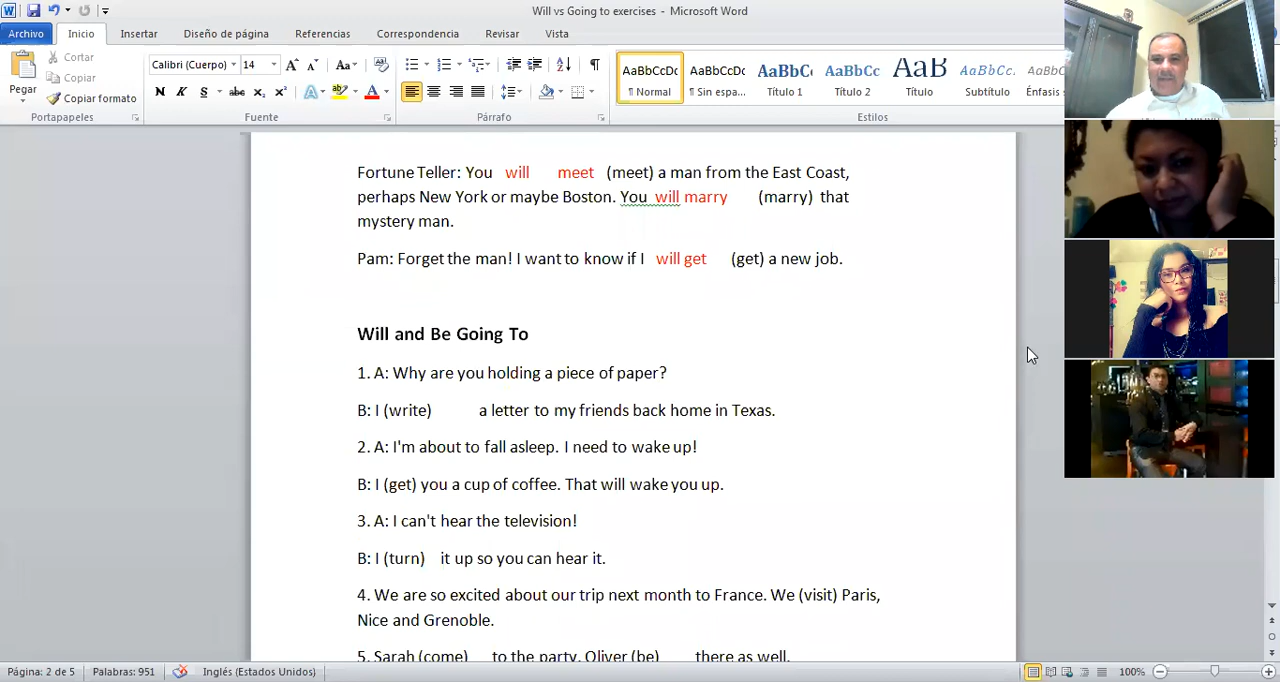 Will vs Going to exercises - Microsoft Word
Archivo Inicio Insertar Diseño de página Referencias Correspondencia Revisar Vista
Pegar
Cortar
Copiar
Copiar formato
Portapapeles
Calibri (Cuerpo) 14
Fuente
Párrafo
AaBbCcDc AaBbCcDc AaBbC AaBbCc AaB AaBbCc. AaBbC
¶ Normal ¶ Sin espa... Título 1 Título 2 Título Subtítulo Énfasis
Estilos
Fortune Teller: You will meet (meet) a man from the East Coast,
perhaps New York or maybe Boston. You will marry (marry) that
mystery man.
Pam: Forget the man! I want to know if I will get (get) a new job.
Will and Be Going To
1. A: Why are you holding a piece of paper?
B: I (write) a letter to my friends back home in Texas.
2. A: I'm about to fall asleep. I need to wake up!
B: I (get) you a cup of coffee. That will wake you up.
3. A: I can't hear the television!
B: I (turn) it up so you can hear it.
4. We are so excited about our trip next month to France. We (visit) Paris,
Nice and Grenoble.
5. Sarah (come) to the party. Oliver (be) there as well.
Página: 2 de 5 Palabras: 951 Inglés (Estados Unidos) 100%